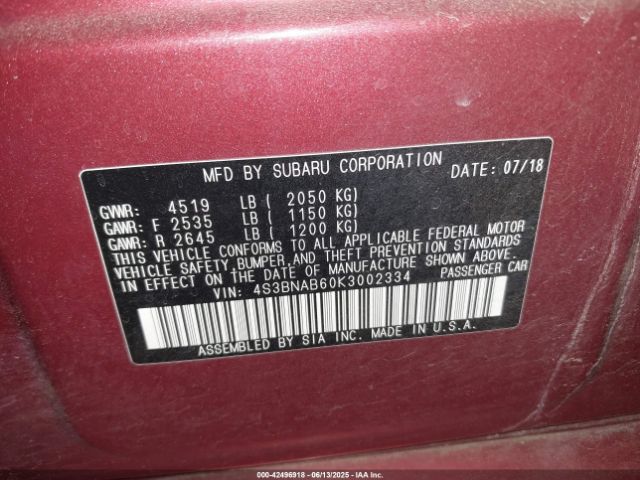 MFD BY SUBARU CORPORATION DATE: 07/18
GVWR: 4519 LB ( 2050 KG)
GAWR: F 2535 LB ( 1150 KG)
GAWR: R 2645 LB ( 1200 KG)
THIS VEHICLE CONFORMS TO ALL APPLICABLE FEDERAL MOTOR
VEHICLE SAFETY, BUMPER, AND THEFT PREVENTION STANDARDS
IN EFFECT ON THE DATE OF MANUFACTURE SHOWN ABOVE.
VIN: 4S3BNAB60K3002334 PASSENGER CAR
ASSEMBLED BY SIA INC. MADE IN U.S.A.
000-42496918 - 06/13/2025 - IAA Inc.